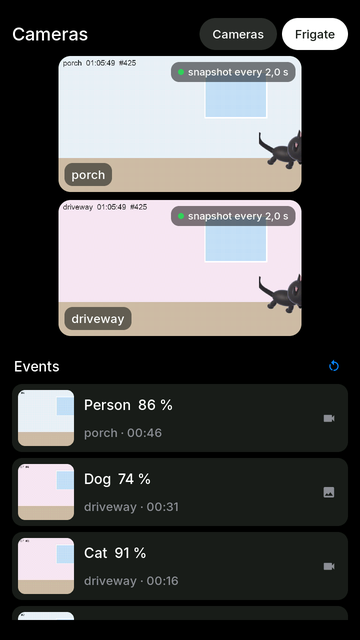 Cameras
Cameras
Frigate
porch 01:05:49 #425
snapshot every 2,0 s
porch
driveway 01:05:49 #425
snapshot every 2,0 s
driveway
Events
Person 86 %
porch · 00:46
Dog 74 %
driveway · 00:31
Cat 91 %
driveway · 00:16